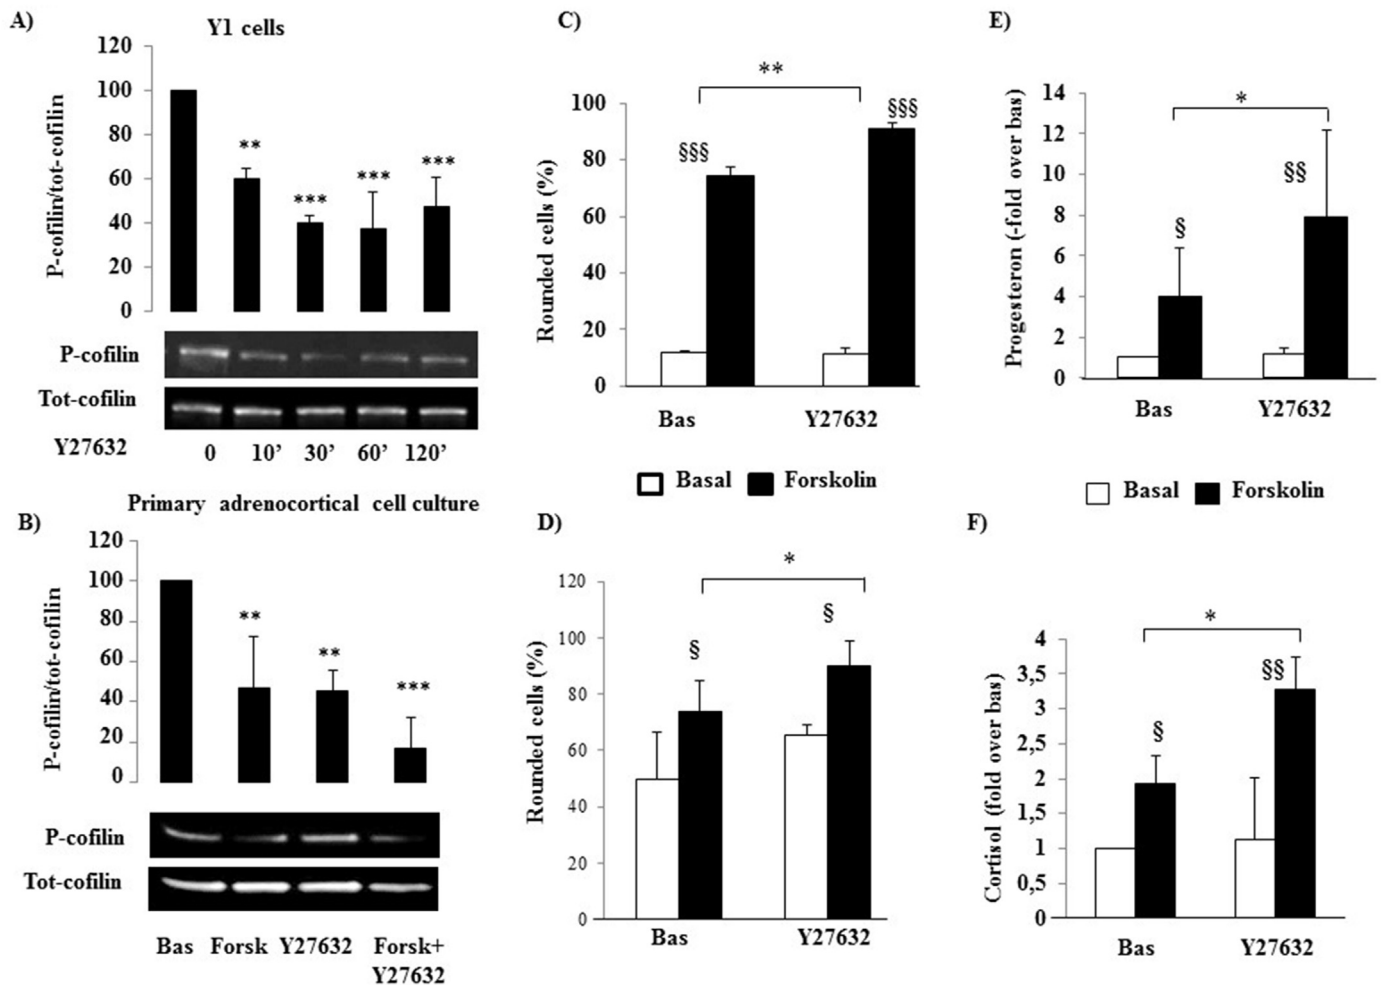 A)
Y1 cells
120
100
80
60
40
20
0
P-cofilin/tot-cofilin
**
***
***
***
P-cofilin
Tot-cofilin
Y27632 0 10’ 30’ 60’ 120’
Primary adrenocortical cell culture
B)
120
100
80
60
40
20
0
P-cofilin/tot-cofilin
**
**
***
P-cofilin
Tot-cofilin
Bas Forsk Y27632 Forsk+
Y27632
C)
**
100
80
60
40
20
0
Rounded cells (%)
§§§
§§§
Bas Y27632
Basal Forskolin
D)
*
120
100
80
60
40
20
0
Rounded cells (%)
§
§
Bas Y27632
E)
14
12
10
8
6
4
2
0
Progesteron (-fold over bas)
*
§
§§
Bas Y27632
Basal Forskolin
F)
4
3,5
3
2,5
2
1,5
1
0,5
0
Cortisol (fold over bas)
*
§
§§
Bas Y27632